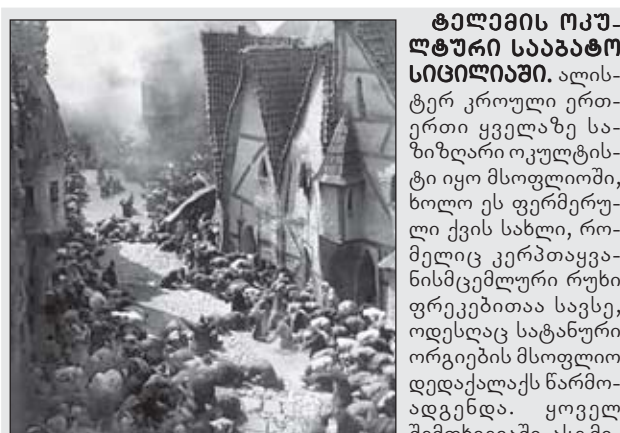 ტელემის ოკუ-
ლტური სააბატო
სიცილიაში. ალის-
ტერ კროული ერთ-
ერთი ყველაზე სა-
ზიზღარი ოკულტის-
ტი იყო მსოფლიოში,
ხოლო ეს ფერმერუ-
ლი ქვის სახლი, რო-
მელიც კერპთაყვა-
ნისმცემლური რუხი
ფრეკებითაა სავსე,
ოდესღაც სატანური
ორგიების მსოფლიო
დედაქალაქს წარმო-
ადგენდა. ყოველ